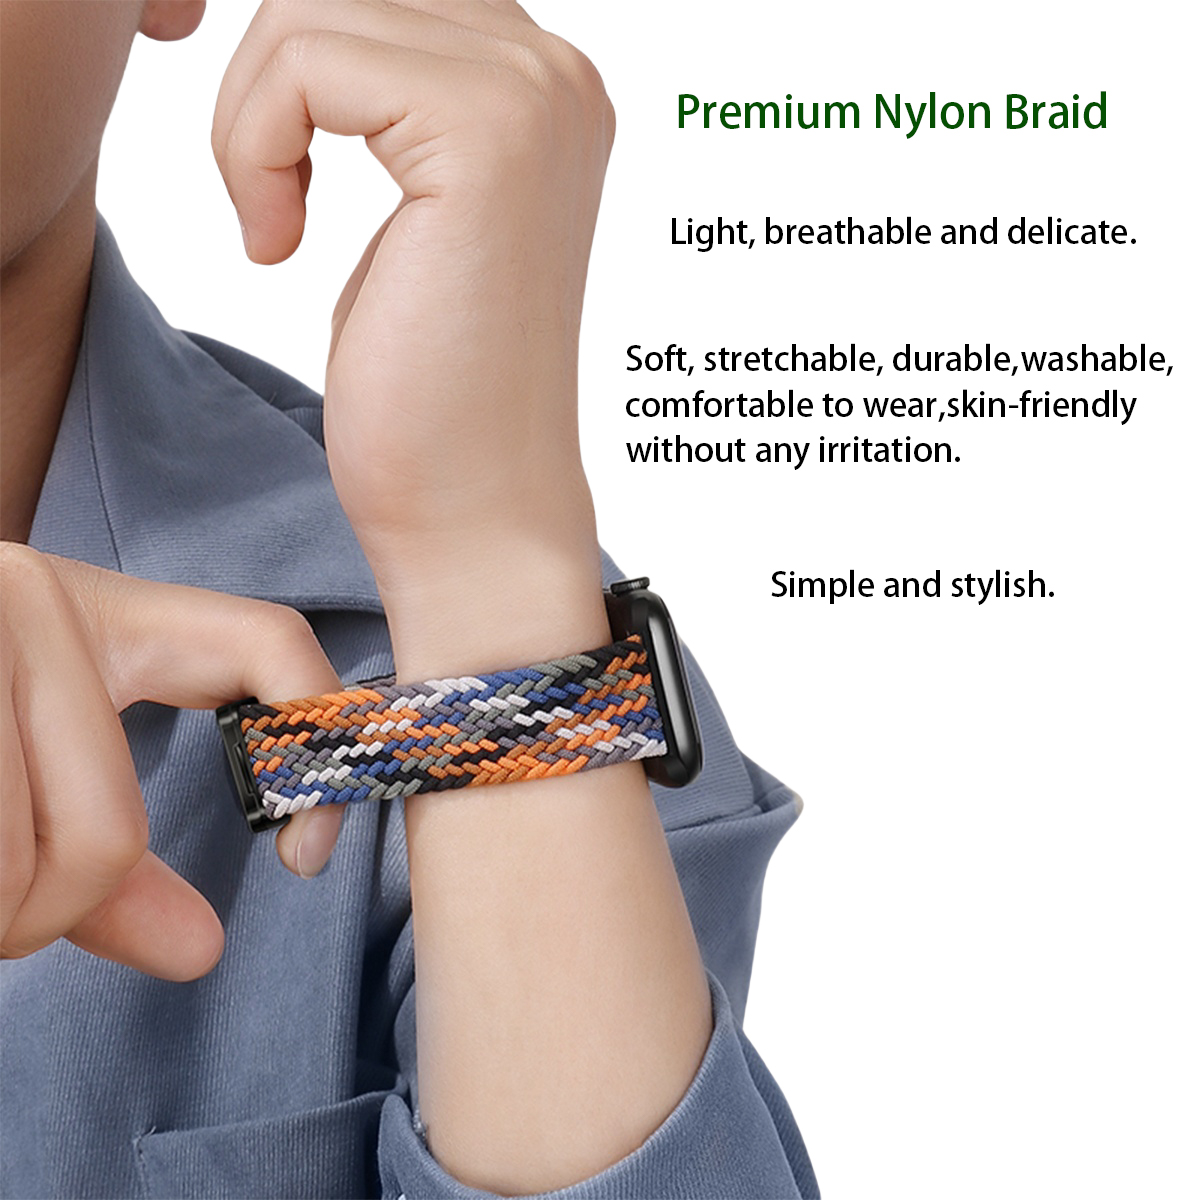 Premium Nylon Braid
Light, breathable and delicate.
Soft, stretchable, durable,washable,
comfortable to wear,skin-friendly
without any irritation.
Simple and stylish.